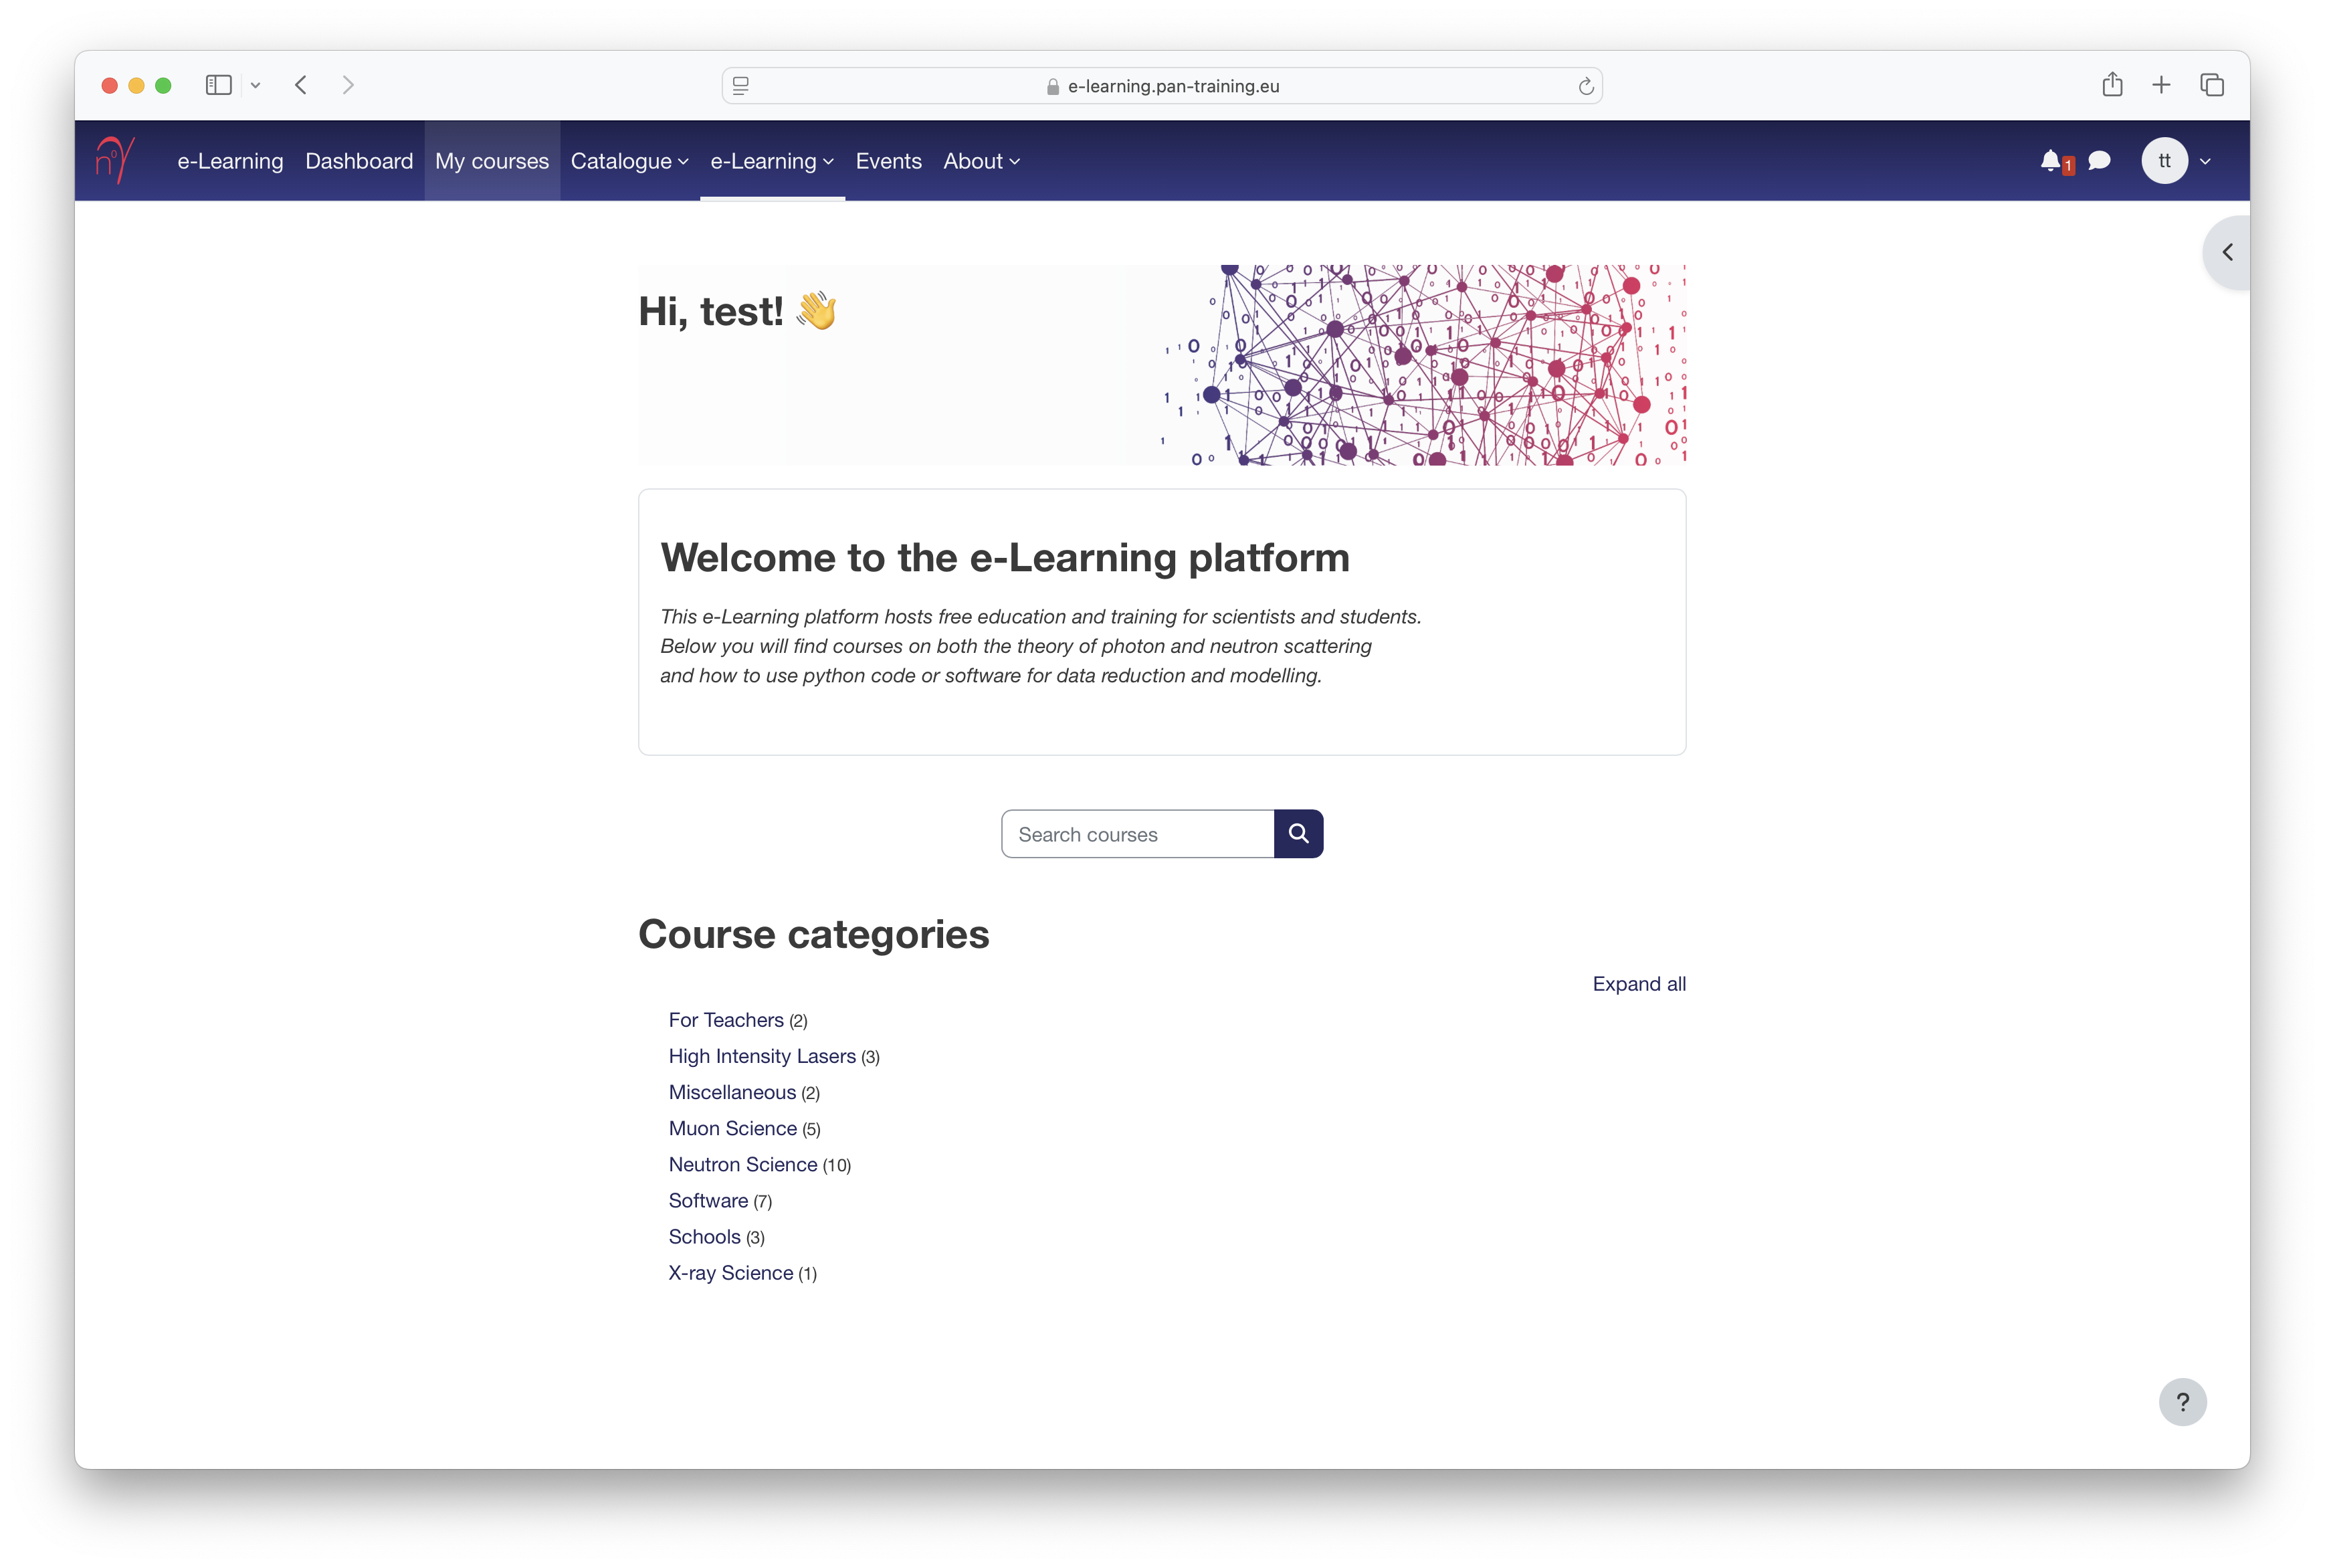 e-learning.pan-training.eu
e-Learning Dashboard My courses Catalogue e-Learning Events About 1 tt
Hi, test! 👋
Welcome to the e-Learning platform
This e-Learning platform hosts free education and training for scientists and students.
Below you will find courses on both the theory of photon and neutron scattering
and how to use python code or software for data reduction and modelling.
Search courses
Course categories
Expand all
For Teachers (2)
High Intensity Lasers (3)
Miscellaneous (2)
Muon Science (5)
Neutron Science (10)
Software (7)
Schools (3)
X-ray Science (1)
?